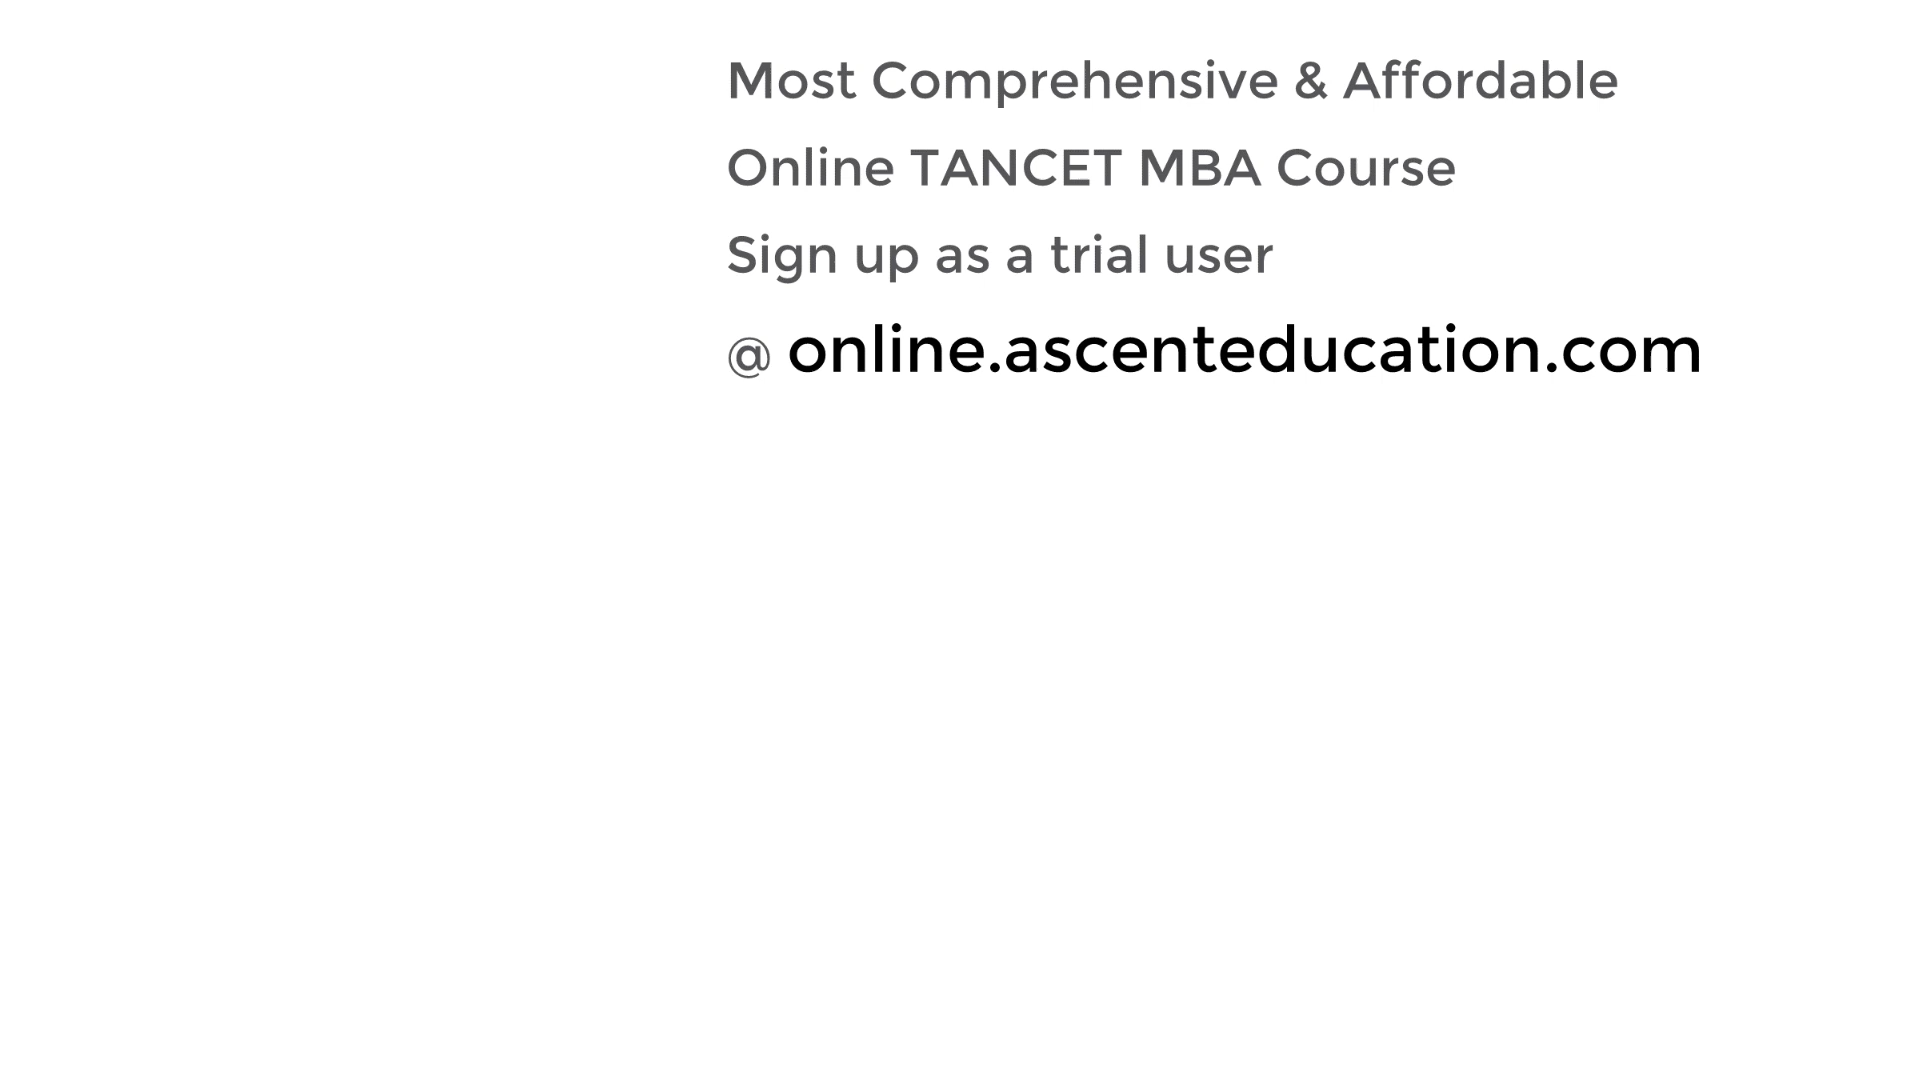 Most Comprehensive & Affordable
Online TANCET MBA Course
Sign up as a trial user
@ online.ascenteducation.com